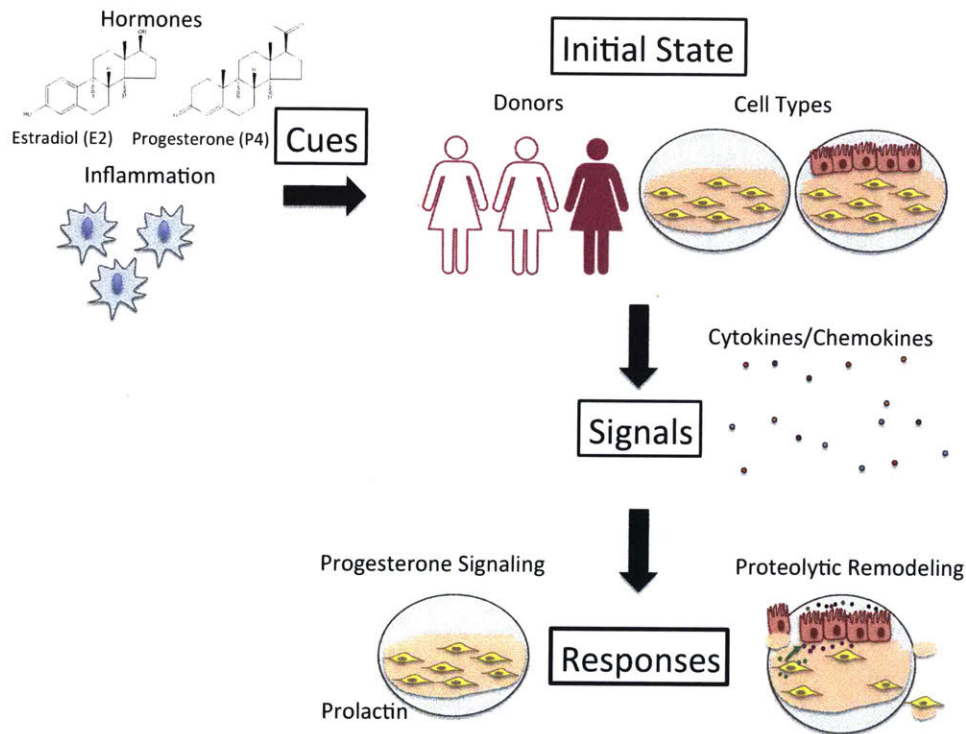 Hormones
Estradiol (E2)
Progesterone (P4)
Cues
Inflammation
Initial State
Donors
Cell Types
Cytokines/Chemokines
Signals
Progesterone Signaling
Proteolytic Remodeling
Responses
Prolactin